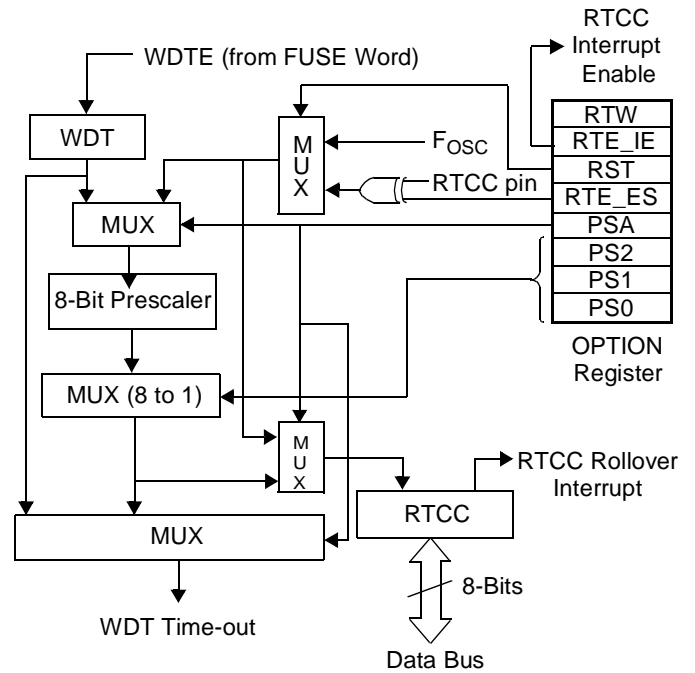 RTCC
Interrupt
Enable
WDTE (from FUSE Word)
WDT
M
U
X
FOSC
RTCC pin
RTW
RTE_IE
RST
RTE_ES
PSA
PS2
PS1
PS0
OPTION
Register
MUX
8-Bit Prescaler
MUX (8 to 1)
M
U
X
RTCC Rollover
Interrupt
RTCC
MUX
8-Bits
WDT Time-out
Data Bus